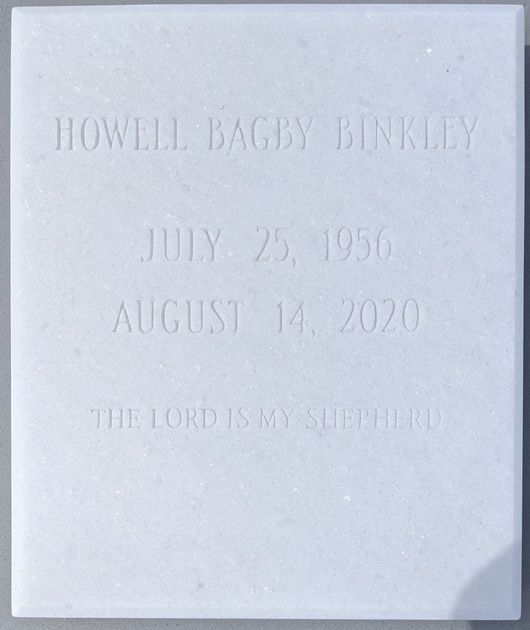 HOWELL BAGBY BINKLEY
JULY 25, 1956
AUGUST 14, 2020
THE LORD IS MY SHEPHERD